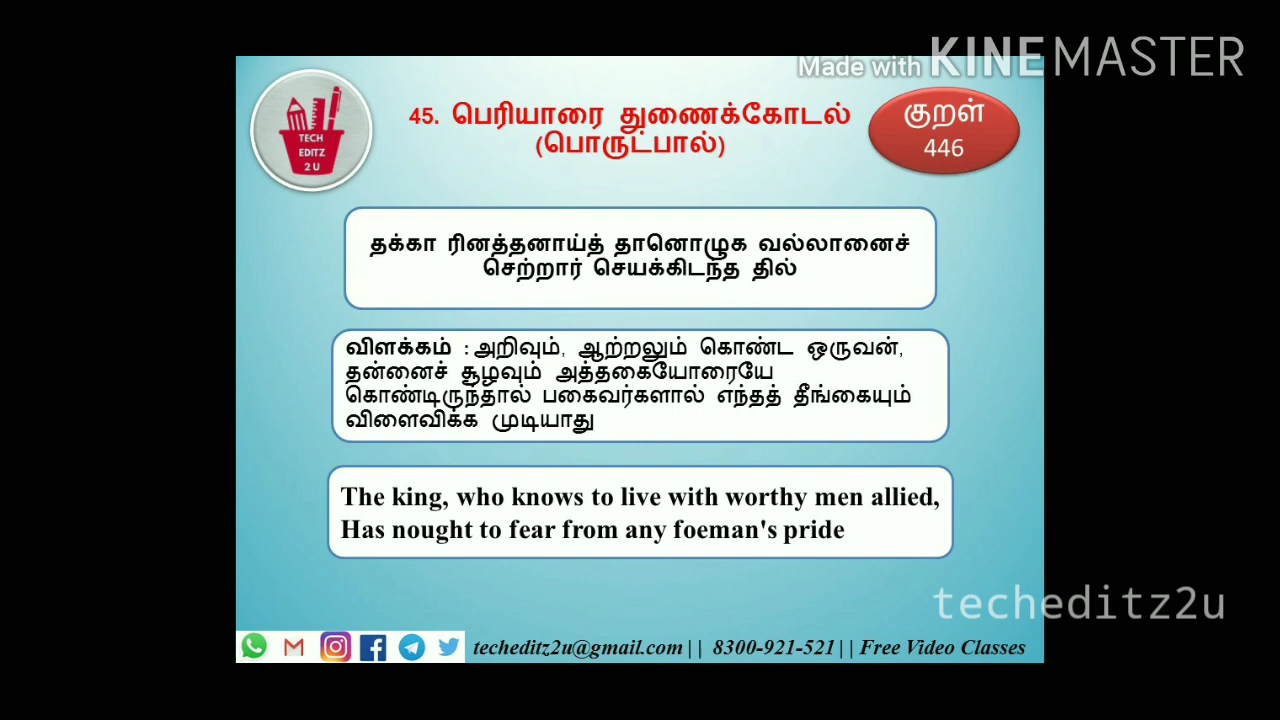 Made with KINEMASTER
TECH
EDITZ
2 U
45. பெரியாரை துணைக்கோடல்
(பொருட்பால்)
குறள்
446
தக்கா ரினத்தனாய்த் தானொழுக வல்லானைச்
செற்றார் செயக்கிடந்த தில்
விளக்கம் : அறிவும், ஆற்றலும் கொண்ட ஒருவன்,
தன்னைச் சூழவும் அத்தகையோரையே
கொண்டிருந்தால் பகைவர்களால் எந்தத் தீங்கையும்
விளைவிக்க முடியாது
The king, who knows to live with worthy men allied,
Has nought to fear from any foeman's pride
techeditz2u
techeditz2u@gmail.com || 8300-921-521 || Free Video Classes